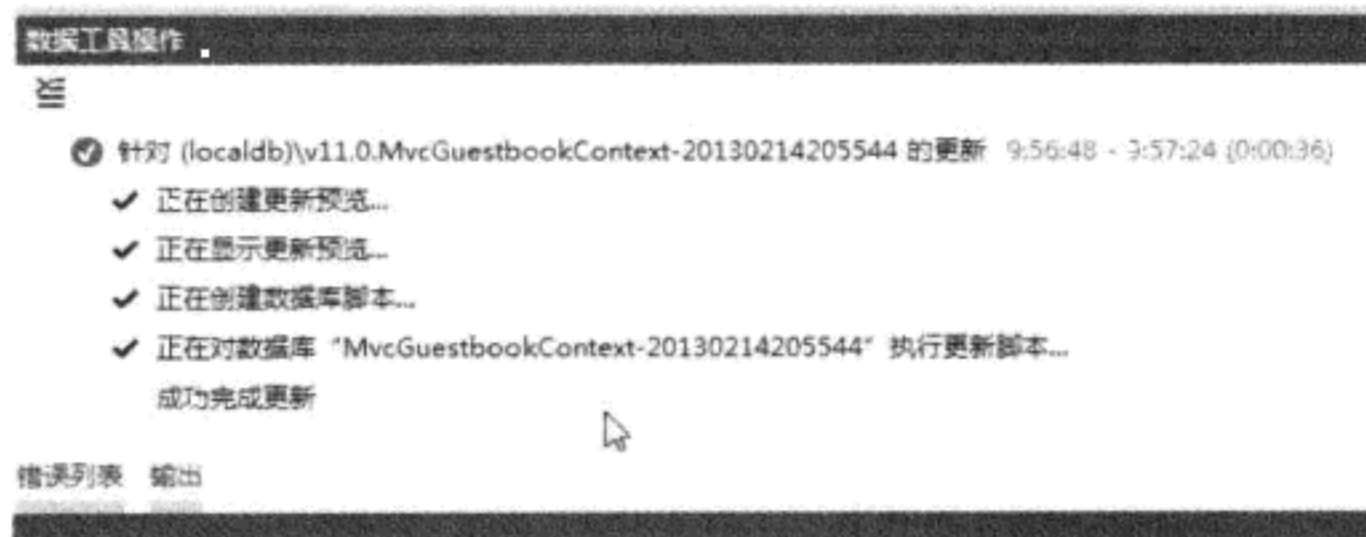 数据工具操作
针对 (localdb)\v11.0.MvcGuestbookContext-20130214205544 的更新 9:56:48 - 9:57:24 (0:00:36)
正在创建更新预览...
正在显示更新预览...
正在创建数据库脚本...
正在对数据库“MvcGuestbookContext-20130214205544”执行更新脚本...
成功完成更新
错误列表 输出